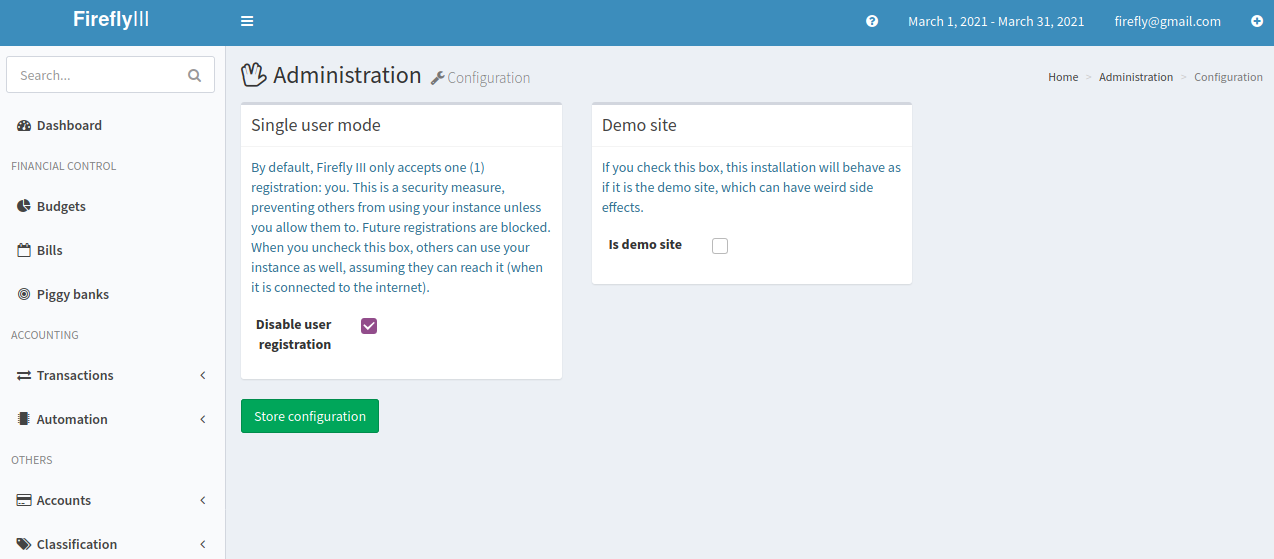 FireflyIII
March 1, 2021 - March 31, 2021
firefly@gmail.com
Search...
Dashboard
FINANCIAL CONTROL
Budgets
Bills
Piggy banks
ACCOUNTING
Transactions
Automation
OTHERS
Accounts
Classification
Administration Configuration
Home > Administration > Configuration
Single user mode
By default, Firefly III only accepts one (1)
registration: you. This is a security measure,
preventing others from using your instance unless
you allow them to. Future registrations are blocked.
When you uncheck this box, others can use your
instance as well, assuming they can reach it (when
it is connected to the internet).
Disable user
registration
Demo site
If you check this box, this installation will behave as
if it is the demo site, which can have weird side
effects.
Is demo site
Store configuration